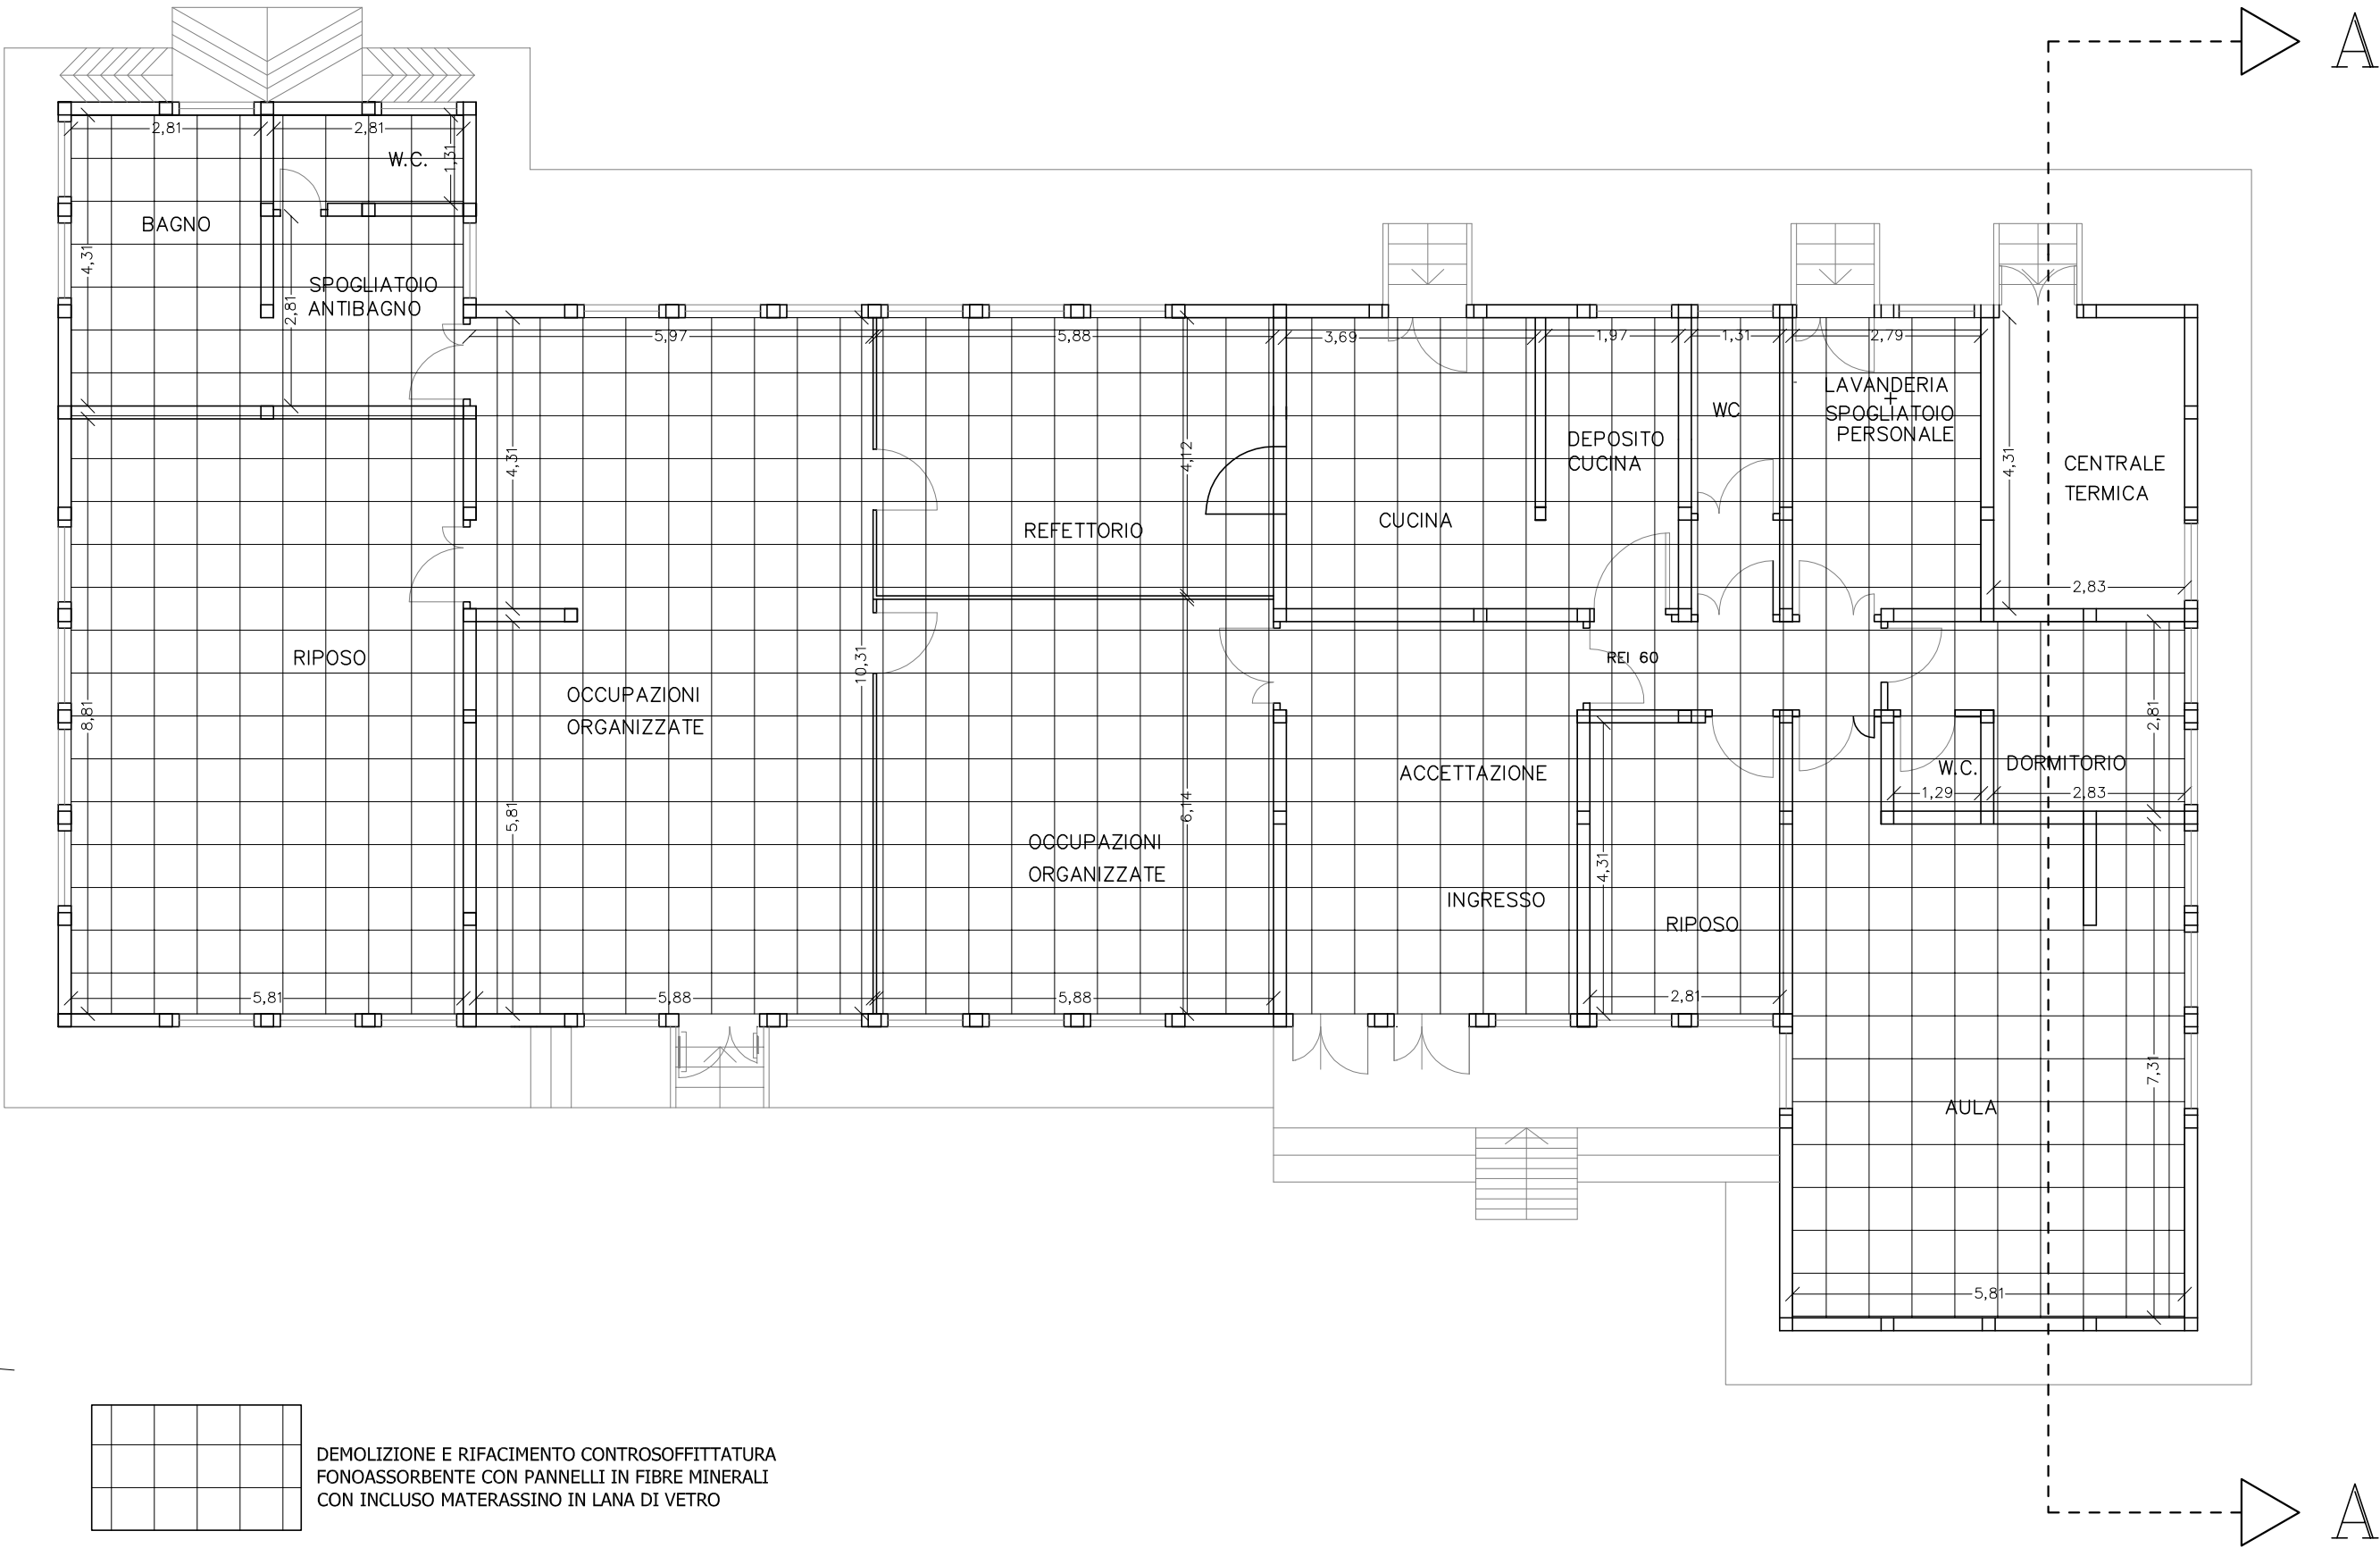 A
2,81
2,81
W.C.
1,31
BAGNO
4,31
SPOGLIATOIO
ANTIBAGNO
2,81
5,97
5,88
3,69
1,97
1,31
2,79
LAVANDERIA
+
SPOGLIATOIO
PERSONALE
WC
DEPOSITO
CUCINA
4,31
4,12
4,31
CENTRALE
TERMICA
CUCINA
REFETTORIO
2,83
RIPOSO
REI 60
10,31
OCCUPAZIONI
ORGANIZZATE
8,81
2,81
ACCETTAZIONE
W.C.
DORMITORIO
1,29
2,83
5,81
6,14
OCCUPAZIONI
ORGANIZZATE
4,31
INGRESSO
RIPOSO
5,81
5,88
5,88
2,81
7,31
AULA
5,81
DEMOLIZIONE E RIFACIMENTO CONTROSOFFITTATURA
FONOASSORBENTE CON PANNELLI IN FIBRE MINERALI
CON INCLUSO MATERASSINO IN LANA DI VETRO
A